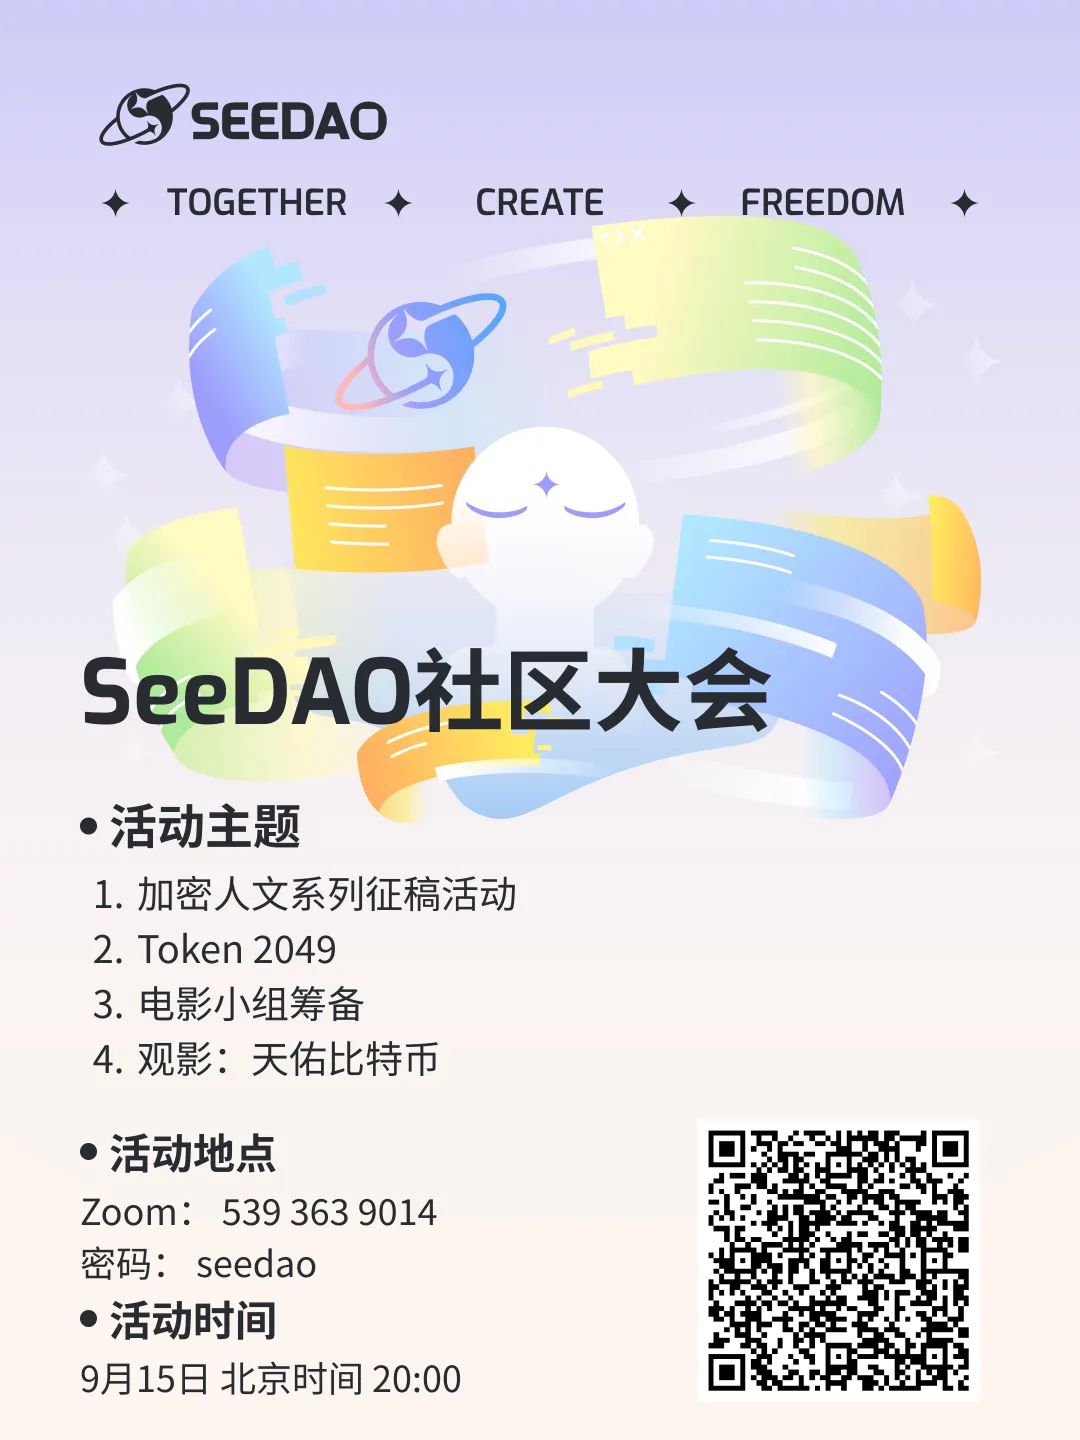 SEEDAO
TOGETHER CREATE FREEDOM
SeeDAO社区大会
• 活动主题
1. 加密人文系列征稿活动
2. Token 2049
3. 电影小组筹备
4. 观影：天佑比特币
• 活动地点
Zoom： 539 363 9014
密码： seedao
• 活动时间
9月15日 北京时间 20:00